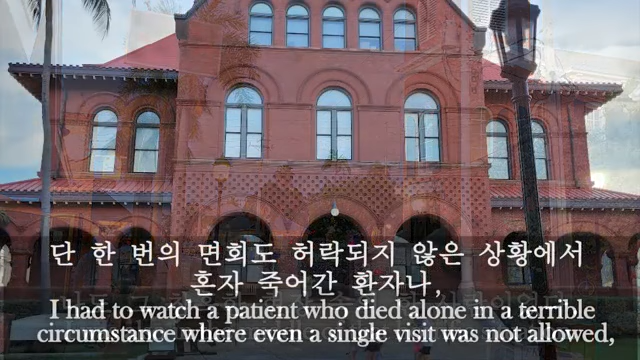 단 한 번의 면회도 허락되지 않은 상황에서
혼자 죽어간 환자나,
I had to watch a patient who died alone in a terrible
circumstance where even a single visit was not allowed,